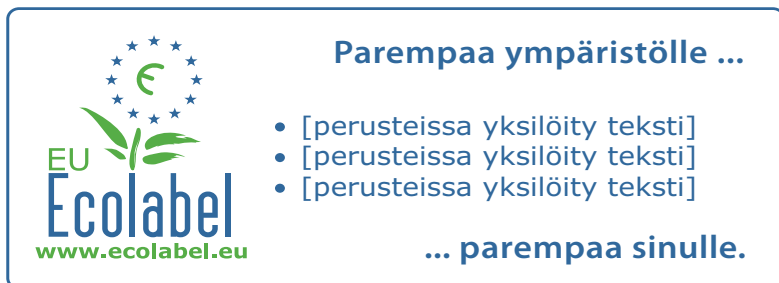 Parempaa ympäristölle ...
• [perusteissa yksilöity teksti]
• [perusteissa yksilöity teksti]
• [perusteissa yksilöity teksti]
EU
Ecolabel
www.ecolabel.eu
... parempaa sinulle.